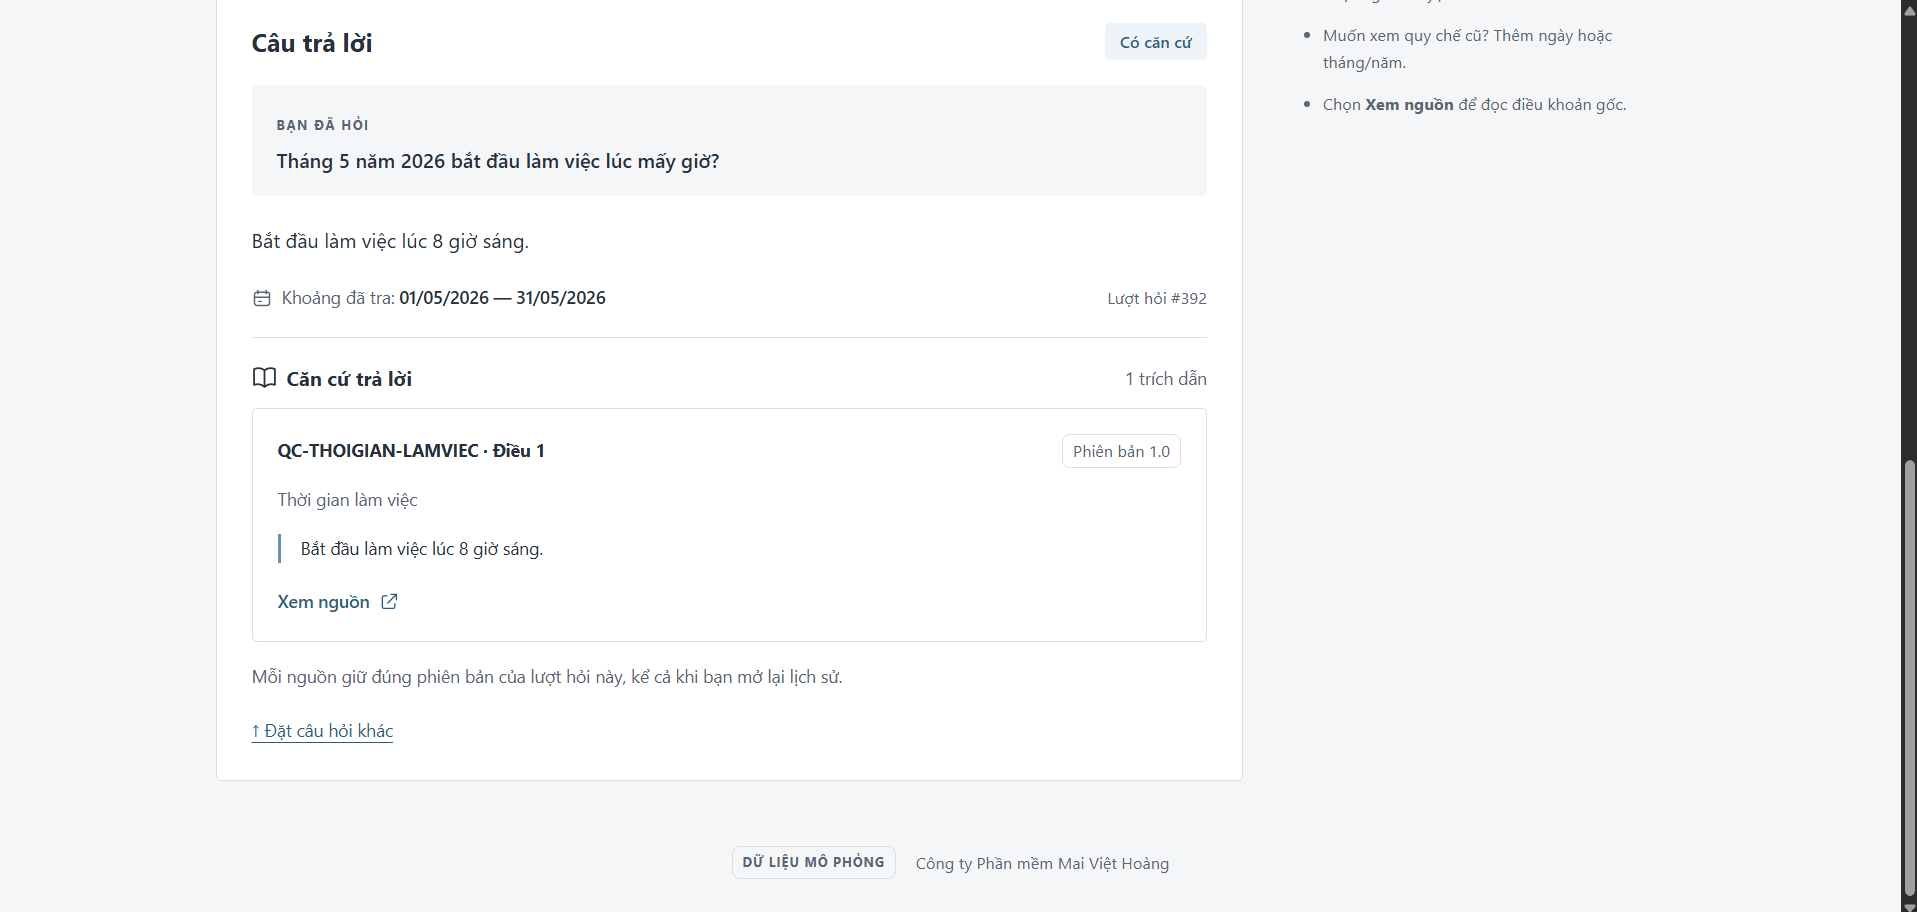 Câu trả lời
Có căn cứ
BẠN ĐÃ HỎI
Tháng 5 năm 2026 bắt đầu làm việc lúc mấy giờ?
Bắt đầu làm việc lúc 8 giờ sáng.
Khoảng đã tra: 01/05/2026 — 31/05/2026
Lượt hỏi #392
Căn cứ trả lời
1 trích dẫn
QC-THOIGIAN-LAMVIEC · Điều 1
Phiên bản 1.0
Thời gian làm việc
Bắt đầu làm việc lúc 8 giờ sáng.
Xem nguồn
Mỗi nguồn giữ đúng phiên bản của lượt hỏi này, kể cả khi bạn mở lại lịch sử.
↑ Đặt câu hỏi khác
Muốn xem quy chế cũ? Thêm ngày hoặc
tháng/năm.
Chọn Xem nguồn để đọc điều khoản gốc.
DỮ LIỆU MÔ PHỎNG
Công ty Phần mềm Mai Việt Hoàng